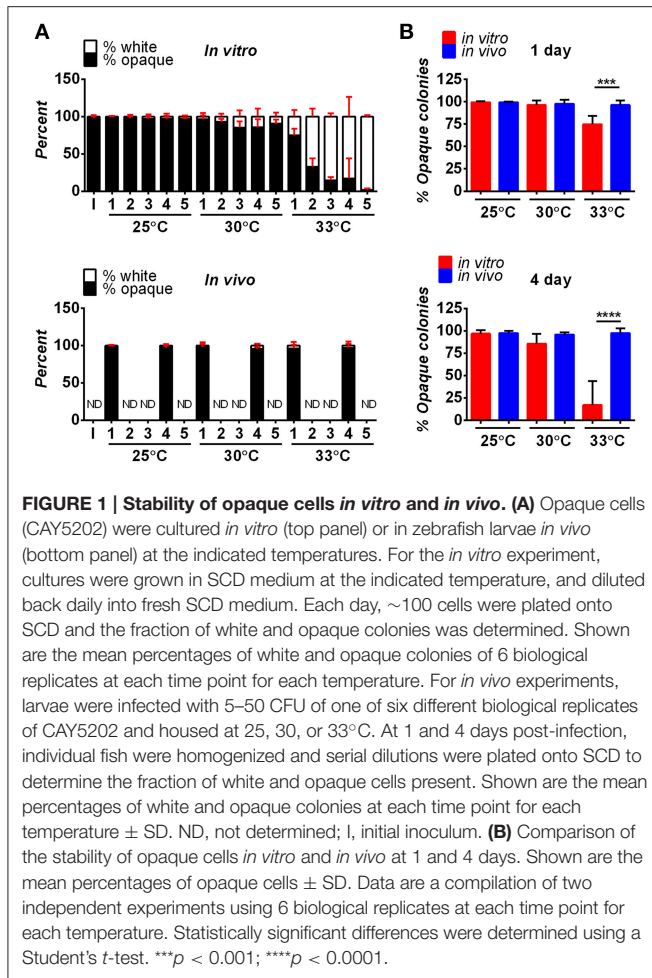 A
% white
% opaque
In vitro
Percent
150
100
50
0
I 1 2 3 4 5 1 2 3 4 5 1 2 3 4 5
25°C 30°C 33°C
% white
% opaque
In vivo
Percent
150
100
50
0
ND ND ND ND ND ND ND ND ND ND ND
I 1 2 3 4 5 1 2 3 4 5 1 2 3 4 5
25°C 30°C 33°C
B
in vitro
in vivo
1 day
% Opaque colonies
125
100
75
50
25
0
***
25°C 30°C 33°C
in vitro
in vivo
4 day
% Opaque colonies
125
100
75
50
25
0
****
25°C 30°C 33°C
FIGURE 1 | Stability of opaque cells in vitro and in vivo. (A) Opaque cells
(CAY5202) were cultured in vitro (top panel) or in zebrafish larvae in vivo
(bottom panel) at the indicated temperatures. For the in vitro experiment,
cultures were grown in SCD medium at the indicated temperature, and diluted
back daily into fresh SCD medium. Each day, ~100 cells were plated onto
SCD and the fraction of white and opaque colonies was determined. Shown
are the mean percentages of white and opaque colonies of 6 biological
replicates at each time point for each temperature. For in vivo experiments,
larvae were infected with 5–50 CFU of one of six different biological replicates
of CAY5202 and housed at 25, 30, or 33°C. At 1 and 4 days post-infection,
individual fish were homogenized and serial dilutions were plated onto SCD to
determine the fraction of white and opaque cells present. Shown are the mean
percentages of white and opaque colonies at each time point for each
temperature ± SD. ND, not determined; I, initial inoculum. (B) Comparison of
the stability of opaque cells in vitro and in vivo at 1 and 4 days. Shown are the
mean percentages of opaque cells ± SD. Data are a compilation of two
independent experiments using 6 biological replicates at each time point for
each temperature. Statistically significant differences were determined using a
Student's t-test. ***p < 0.001; ****p < 0.0001.